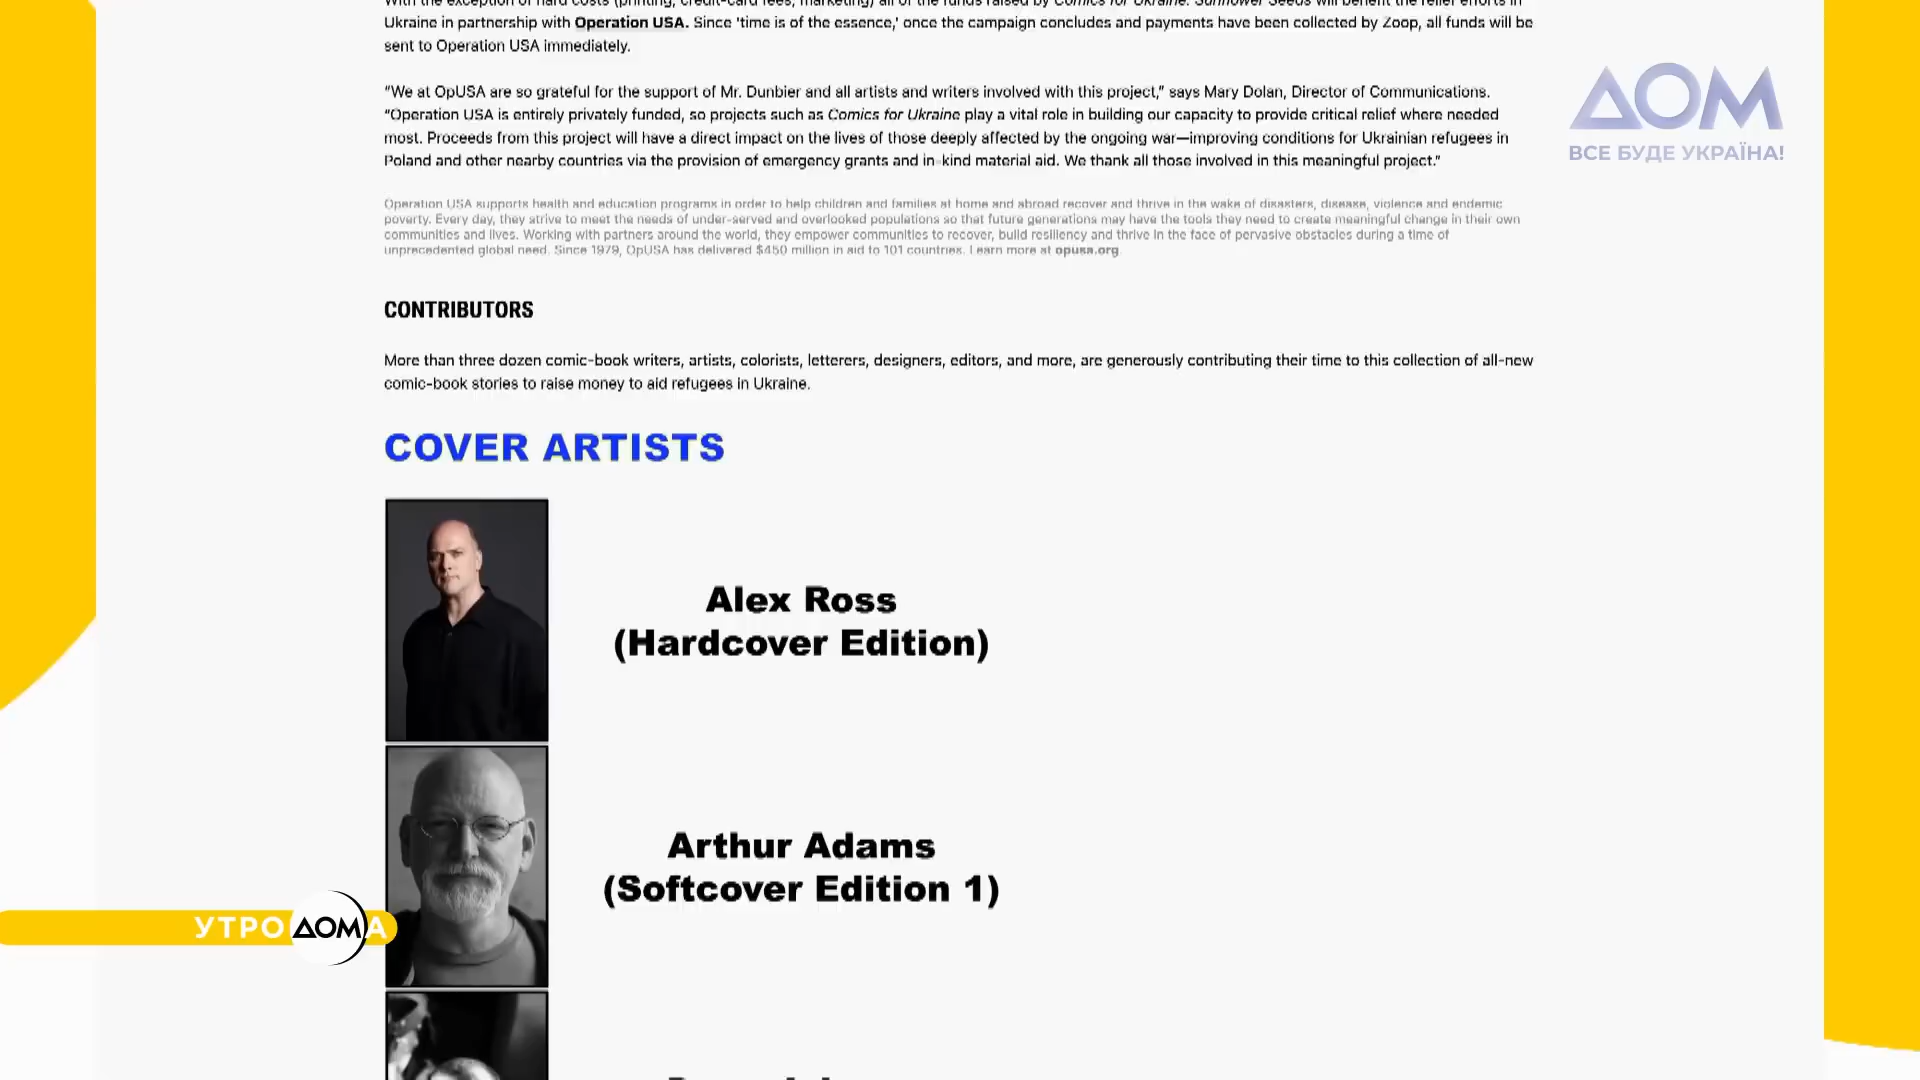 With the exception of hard costs (printing, credit-card fees, marketing) all of the funds raised by Comics for Ukraine: Sunflower Seeds will benefit the relief efforts in
Ukraine in partnership with Operation USA. Since 'time is of the essence,' once the campaign concludes and payments have been collected by Zoop, all funds will be
sent to Operation USA immediately.
“We at OpUSA are so grateful for the support of Mr. Dunbier and all artists and writers involved with this project,” says Mary Dolan, Director of Communications.
“Operation USA is entirely privately funded, so projects such as Comics for Ukraine play a vital role in building our capacity to provide critical relief where needed
most. Proceeds from this project will have a direct impact on the lives of those deeply affected by the ongoing war—improving conditions for Ukrainian refugees in
Poland and other nearby countries via the provision of emergency grants and in-kind material aid. We thank all those involved in this meaningful project.”
Operation USA supports health and education programs in order to help children and families at home and abroad recover and thrive in the wake of disasters, disease, violence and endemic
poverty. Every day, they strive to meet the needs of under-served and overlooked populations so that future generations may have the tools they need to create meaningful change in their own
communities and lives. Working with partners around the world, they empower communities to recover, build resiliency and thrive in the face of pervasive obstacles during a time of
unprecedented global need. Since 1979, OpUSA has delivered $450 million in aid to 101 countries. Learn more at opusa.org.
ДОМ
ВСЕ БУДЕ УКРАЇНА!
CONTRIBUTORS
More than three dozen comic-book writers, artists, colorists, letterers, designers, editors, and more, are generously contributing their time to this collection of all-new
comic-book stories to raise money to aid refugees in Ukraine.
COVER ARTISTS
Alex Ross
(Hardcover Edition)
Arthur Adams
(Softcover Edition 1)
УТРО ДОМА